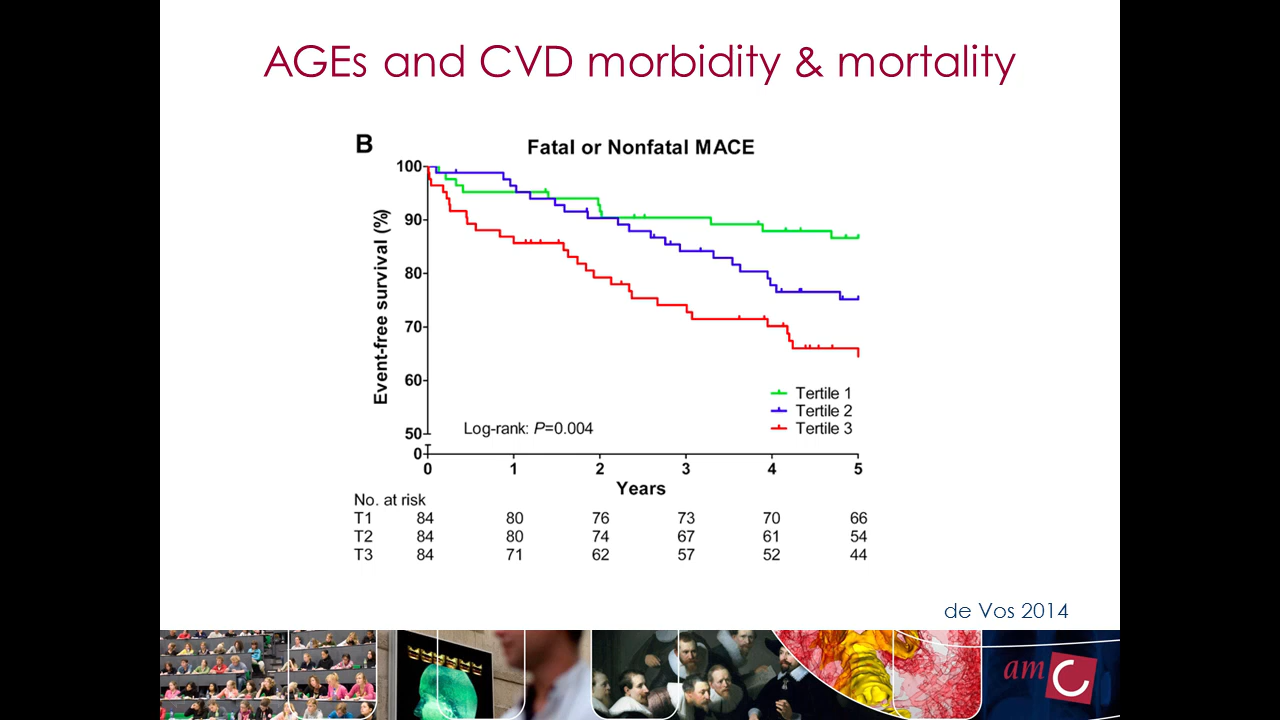 AGEs and CVD morbidity & mortality
B
Fatal or Nonfatal MACE
Event-free survival (%)
100
90
80
70
60
50
0
Log-rank: P=0.004
Tertile 1
Tertile 2
Tertile 3
0 1 2 3 4 5
Years
No. at risk
T1 84 80 76 73 70 66
T2 84 80 74 67 61 54
T3 84 71 62 57 52 44
de Vos 2014
amC